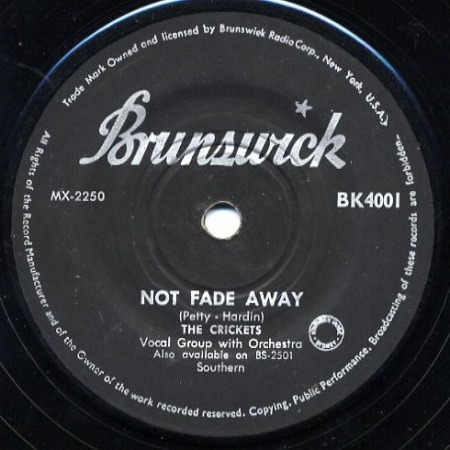 Trade Mark Owned and licensed by Brunswick Radio Corp., New York, U.S.A.
Brunswick
MX-2250
BK4001
NOT FADE AWAY
(Petty - Hardin)
THE CRICKETS
Vocal Group with Orchestra
Also available on BS-2501
Southern
All Rights of the Record Manufacturer and of the Owner of the work recorded reserved. Copying, Public Performance, Broadcasting of these records are forbidden.